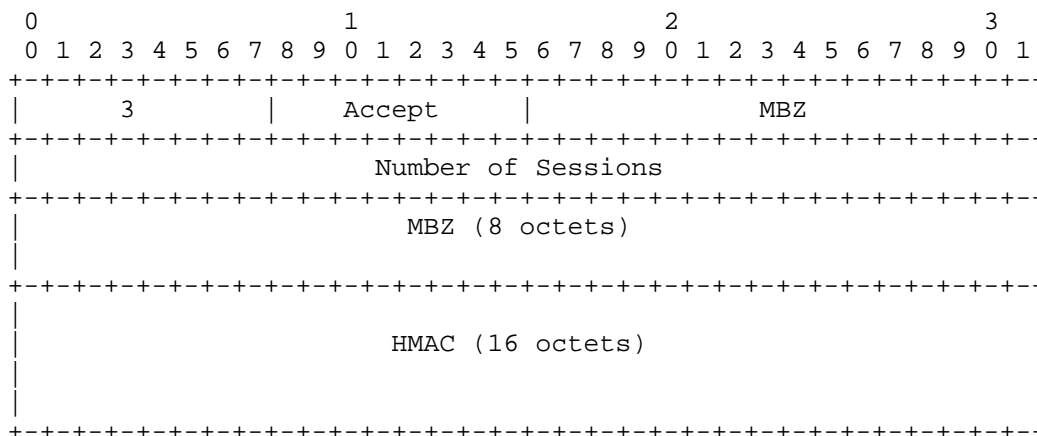 0                   1                   2                   3
 0 1 2 3 4 5 6 7 8 9 0 1 2 3 4 5 6 7 8 9 0 1 2 3 4 5 6 7 8 9 0 1
+-+-+-+-+-+-+-+-+-+-+-+-+-+-+-+-+-+-+-+-+-+-+-+-+-+-+-+-+-+-+-+--
|      3        |    Accept     |              MBZ
+-+-+-+-+-+-+-+-+-+-+-+-+-+-+-+-+-+-+-+-+-+-+-+-+-+-+-+-+-+-+-+--
|                      Number of Sessions
+-+-+-+-+-+-+-+-+-+-+-+-+-+-+-+-+-+-+-+-+-+-+-+-+-+-+-+-+-+-+-+--
|                        MBZ (8 octets)
|
+-+-+-+-+-+-+-+-+-+-+-+-+-+-+-+-+-+-+-+-+-+-+-+-+-+-+-+-+-+-+-+--
|
|                       HMAC (16 octets)
|
|
+-+-+-+-+-+-+-+-+-+-+-+-+-+-+-+-+-+-+-+-+-+-+-+-+-+-+-+-+-+-+-+--